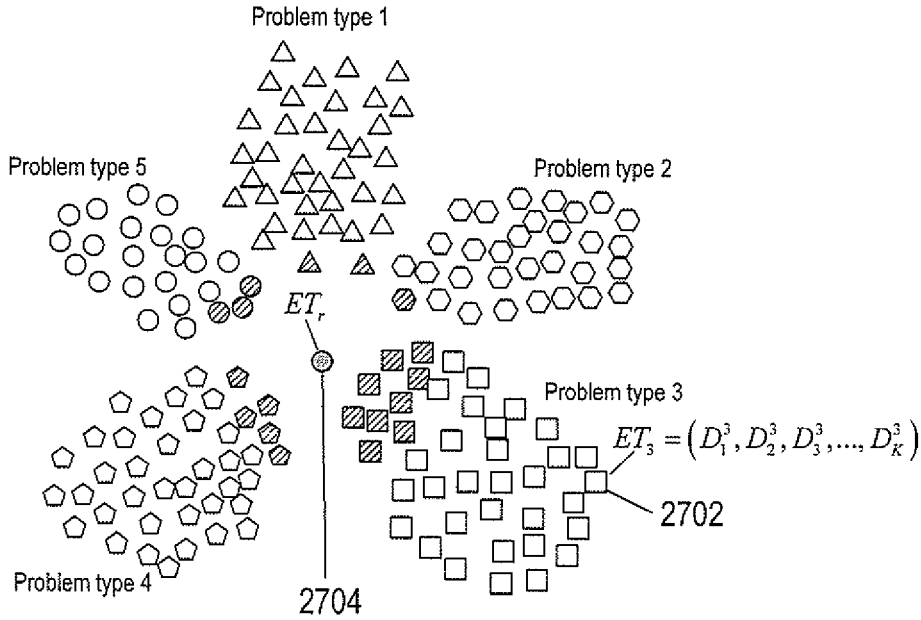 Problem type 1
Problem type 5
Problem type 2
ET_r
Problem type 3
ET_3 = (D_1^3, D_2^3, D_3^3, ..., D_K^3)
2702
Problem type 4
2704